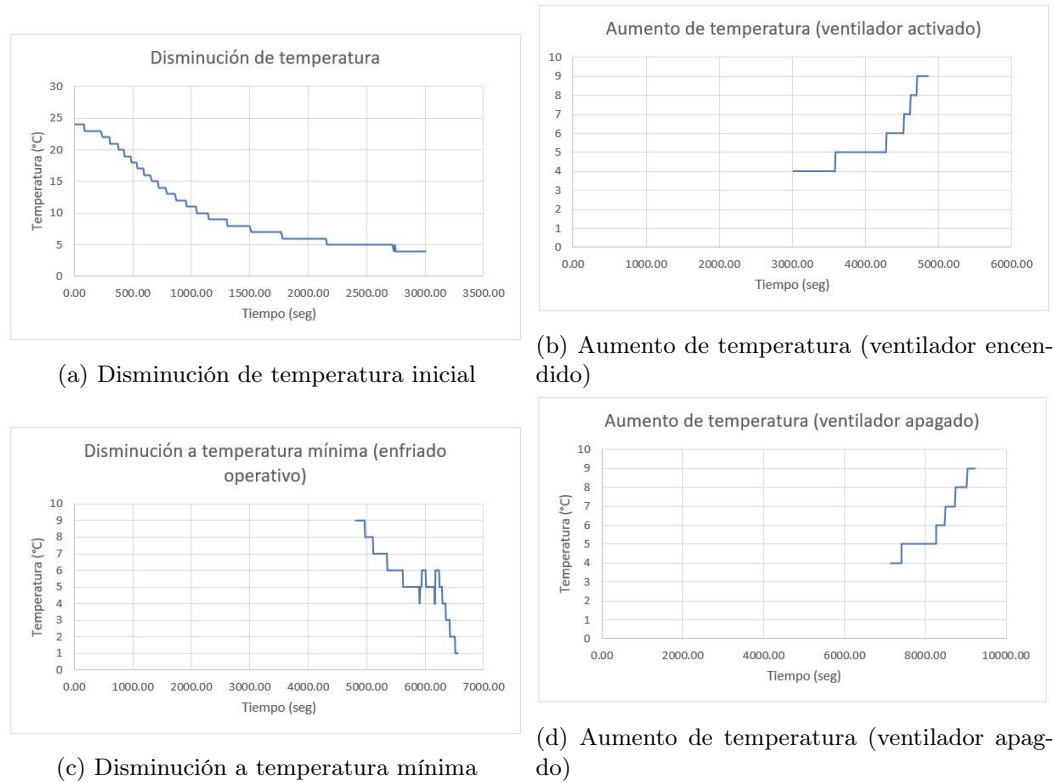 Disminución de temperatura
Temperatura (°C)
30
25
20
15
10
5
0
0.00 500.00 1000.00 1500.00 2000.00 2500.00 3000.00 3500.00
Tiempo (seg)
(a) Disminución de temperatura inicial
Aumento de temperatura (ventilador activado)
Temperatura (°C)
10
9
8
7
6
5
4
3
2
1
0
0.00 1000.00 2000.00 3000.00 4000.00 5000.00 6000.00
Tiempo (seg)
(b) Aumento de temperatura (ventilador encen-
dido)
Disminución a temperatura mínima (enfriado
operativo)
Temperatura (°C)
10
9
8
7
6
5
4
3
2
1
0
0.00 1000.00 2000.00 3000.00 4000.00 5000.00 6000.00 7000.00
Tiempo (seg)
(c) Disminución a temperatura mínima
Aumento de temperatura (ventilador apagado)
Temperatura (°C)
10
9
8
7
6
5
4
3
2
1
0
0.00 2000.00 4000.00 6000.00 8000.00 10000.00
Tiempo (seg)
(d) Aumento de temperatura (ventilador apag-
do)